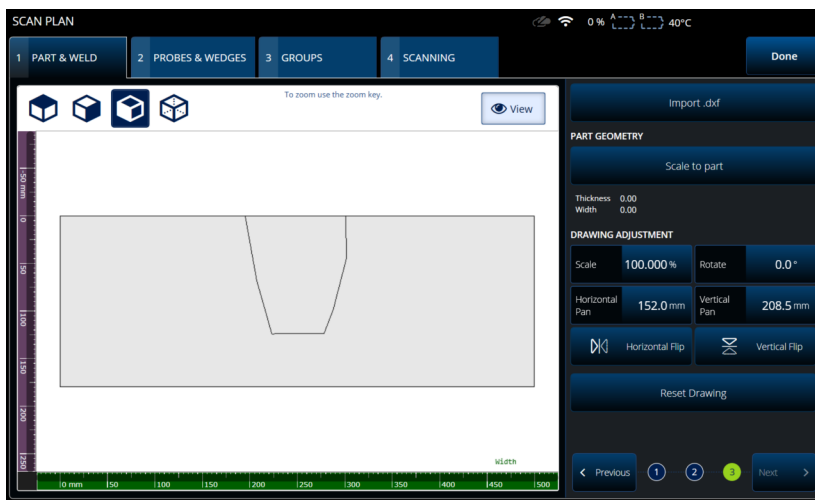 SCAN PLAN
0 % A B 40°C
1 PART & WELD
2 PROBES & WEDGES
3 GROUPS
4 SCANNING
Done
To zoom use the zoom key.
View
Import .dxf
PART GEOMETRY
Scale to part
Thickness 0.00
Width 0.00
DRAWING ADJUSTMENT
Scale 100.000 %
Rotate 0.0 °
Horizontal Pan 152.0 mm
Vertical Pan 208.5 mm
Horizontal Flip
Vertical Flip
Reset Drawing
Previous
1
2
3
Next
-50 mm
0
50
100
150
200
250
Width
0 mm 50 100 150 200 250 300 350 400 450 500